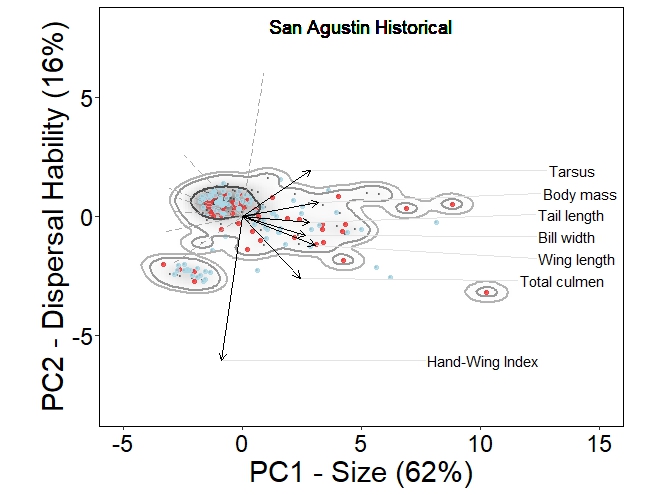 San Agustin Historical
PC2 - Dispersal Hability (16%)
5
0
-5
Tarsus
Body mass
Tail length
Bill width
Wing length
Total culmen
Hand-Wing Index
-5
0
5
10
15
PC1 - Size (62%)